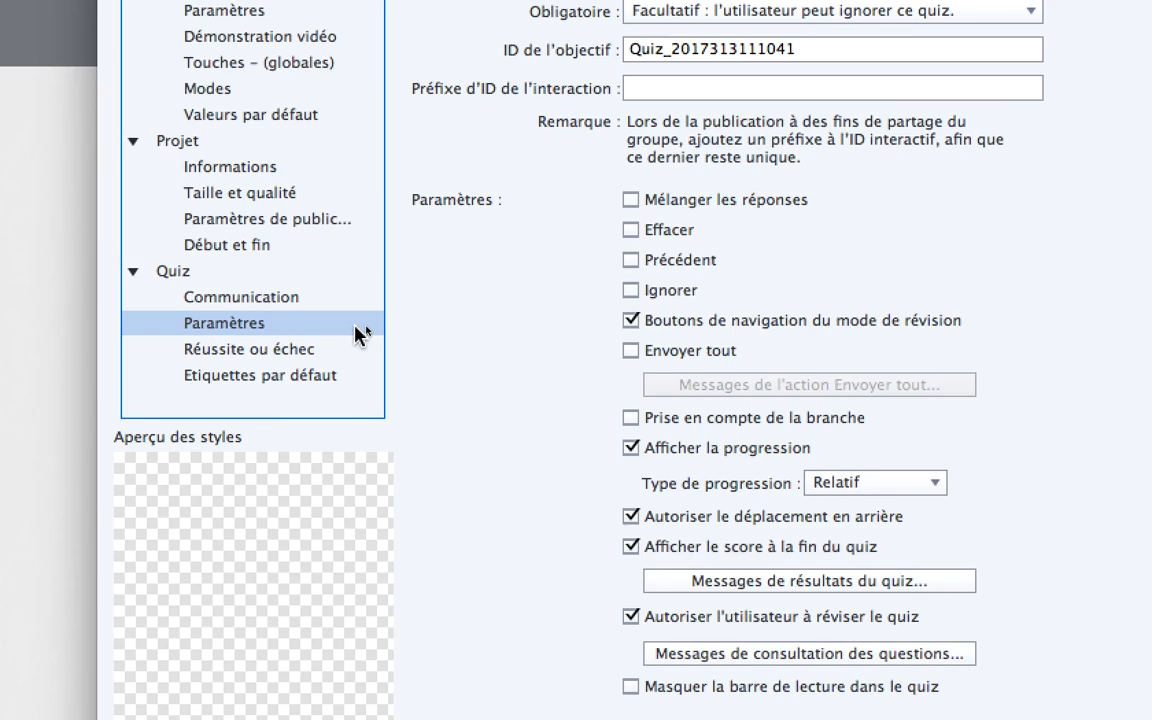 Paramètres
Démonstration vidéo
Touches - (globales)
Modes
Valeurs par défaut
Projet
Informations
Taille et qualité
Paramètres de public...
Début et fin
Quiz
Communication
Paramètres
Réussite ou échec
Etiquettes par défaut
Aperçu des styles
Obligatoire : Facultatif : l'utilisateur peut ignorer ce quiz.
ID de l'objectif : Quiz_2017313111041
Préfixe d'ID de l'interaction :
Remarque : Lors de la publication à des fins de partage du
groupe, ajoutez un préfixe à l'ID interactif, afin que
ce dernier reste unique.
Paramètres : Mélanger les réponses
Effacer
Précédent
Ignorer
Boutons de navigation du mode de révision
Envoyer tout
Messages de l'action Envoyer tout...
Prise en compte de la branche
Afficher la progression
Type de progression : Relatif
Autoriser le déplacement en arrière
Afficher le score à la fin du quiz
Messages de résultats du quiz...
Autoriser l'utilisateur à réviser le quiz
Messages de consultation des questions...
Masquer la barre de lecture dans le quiz